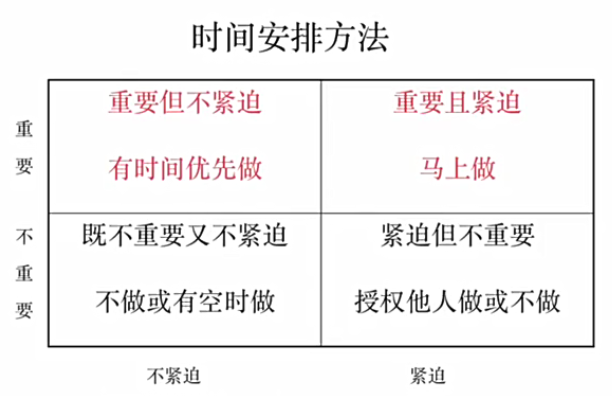 时间安排方法
重要但不紧迫
重要且紧迫
有时间优先做
马上做
重要
既不重要又不紧迫
紧迫但不重要
不做或有空时做
授权他人做或不做
不重要
不紧迫
紧迫